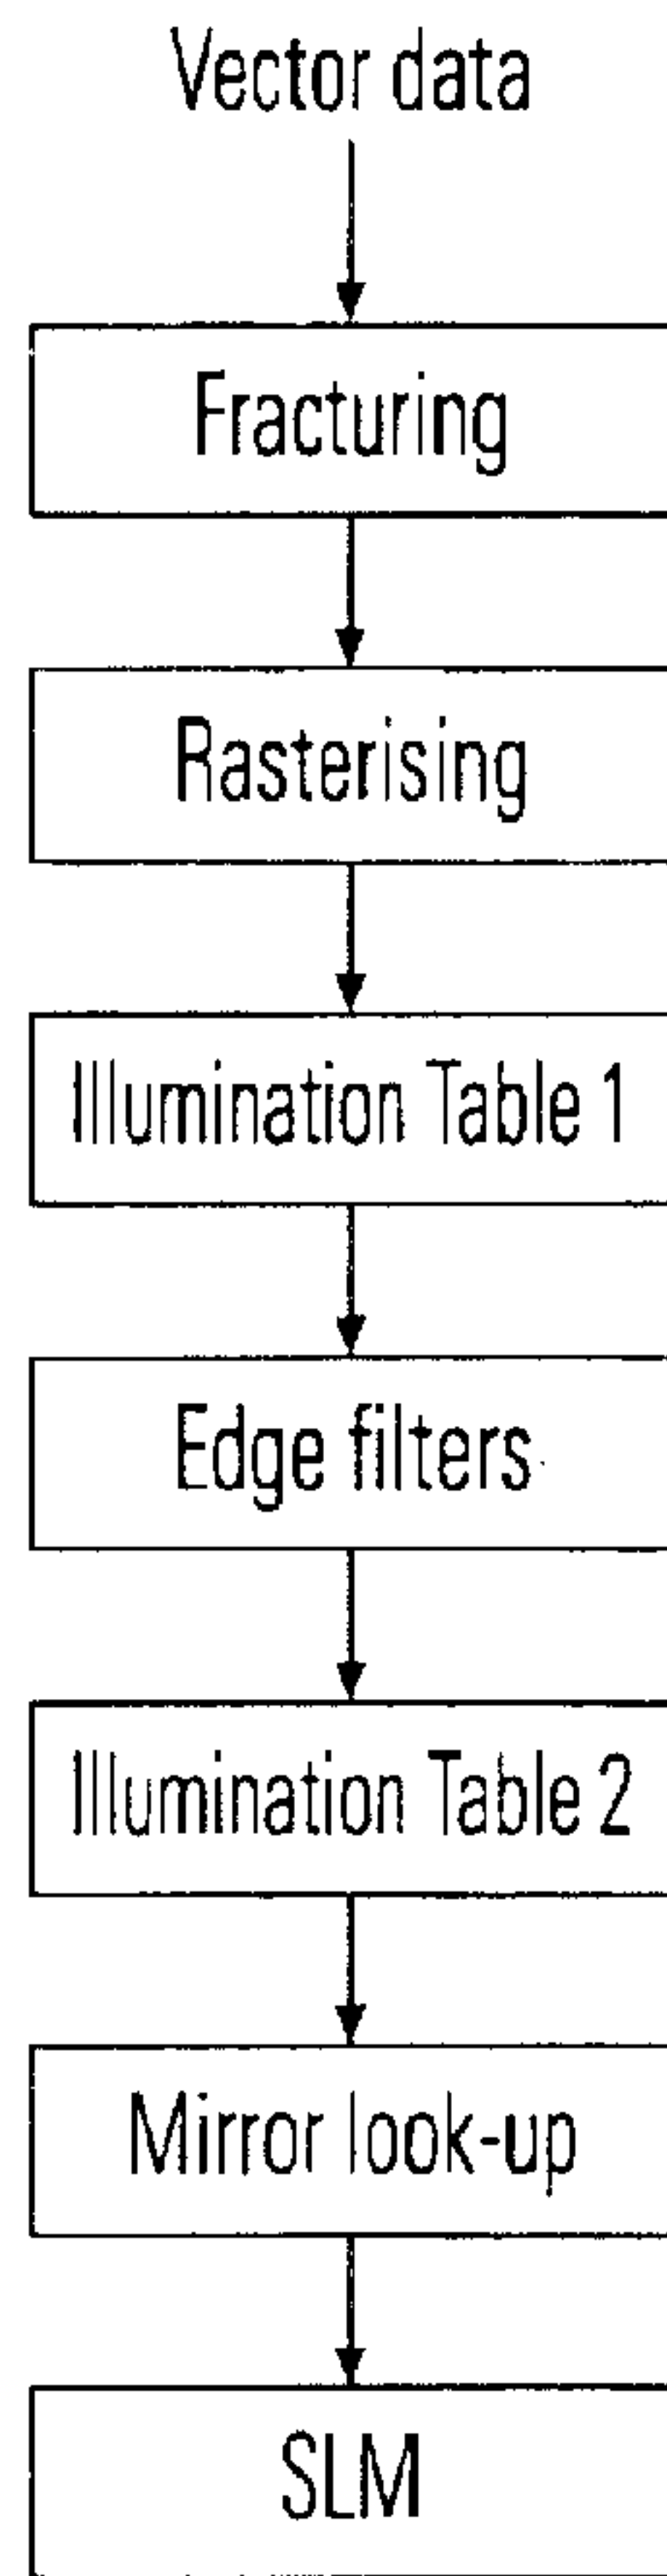 Vector data
Fracturing
Rasterising
Illumination Table 1
Edge filters
Illumination Table 2
Mirror look-up
SLM